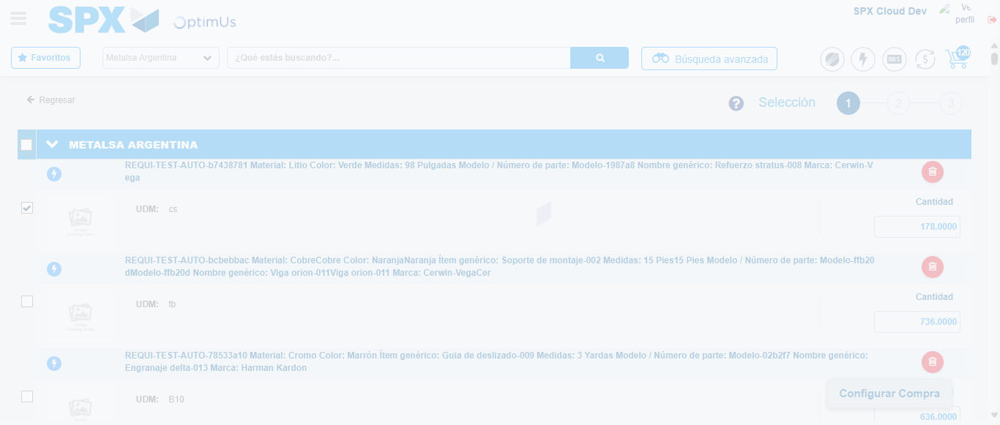 SPX
OptimUs
SPX Cloud Dev
Ve
perfil
Favoritos
Metalsa Argentina
¿Qué estás buscando?...
Búsqueda avanzada
120
Regresar
? Selección 1 2 3
METALSA ARGENTINA
REQUI-TEST-AUTO-b7438781 Material: Litio Color: Verde Medidas: 98 Pulgadas Modelo / Número de parte: Modelo-1987a8 Nombre genérico: Refuerzo stratus-008 Marca: Cerwin-V
ega
UDM: cs
Cantidad
178.0000
REQUI-TEST-AUTO-bcbebbac Material: CobreCobre Color: NaranjaNaranja Ítem genérico: Soporte de montaje-002 Medidas: 15 Pies15 Pies Modelo / Número de parte: Modelo-ffb20
dModelo-ffb20d Nombre genérico: Viga orion-011Viga orion-011 Marca: Cerwin-VegaCer
UDM: tb
Cantidad
736.0000
REQUI-TEST-AUTO-78533a10 Material: Cromo Color: Marrón Ítem genérico: Guia de deslizado-009 Medidas: 3 Yardas Modelo / Número de parte: Modelo-02b2f7 Nombre genérico:
Engranaje delta-013 Marca: Harman Kardon
UDM: B10
Configurar Compra
636.0000